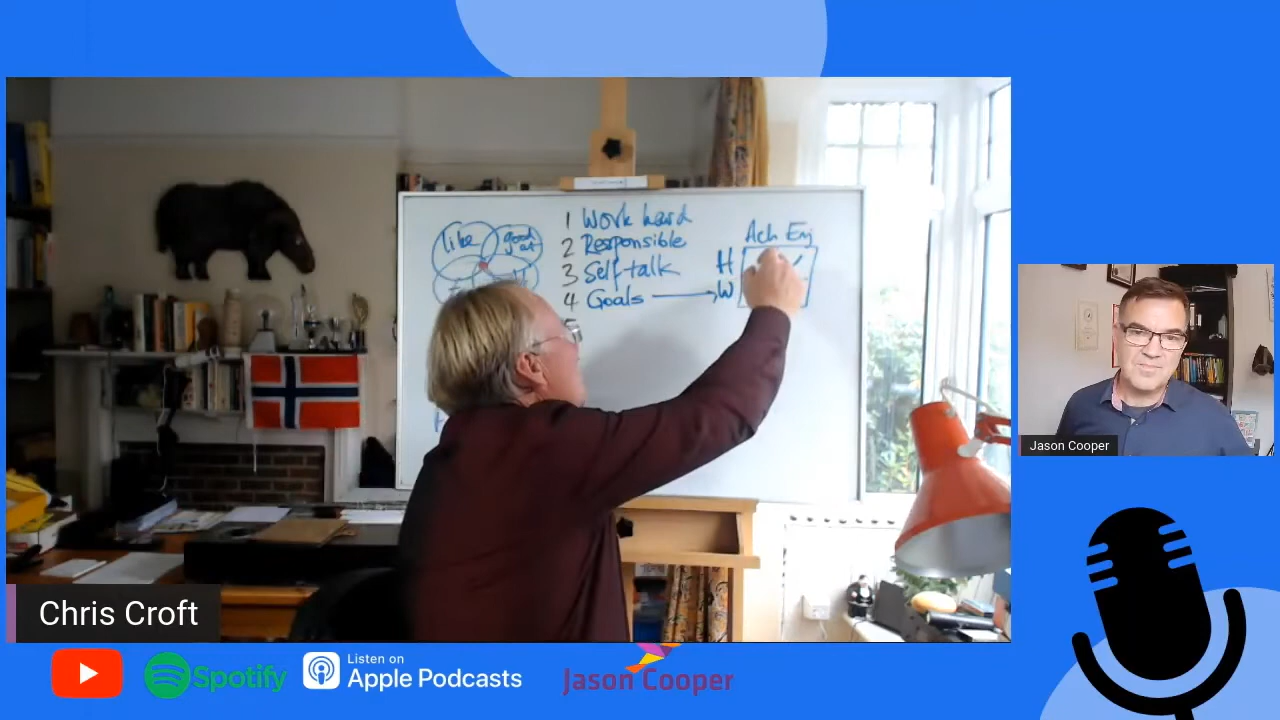 like
good
at
1 Work hard
2 Responsible
3 Self talk
4 Goals
Ach Enj
H
W
Chris Croft
Jason Cooper
Spotify
Listen on
Apple Podcasts
Jason Cooper